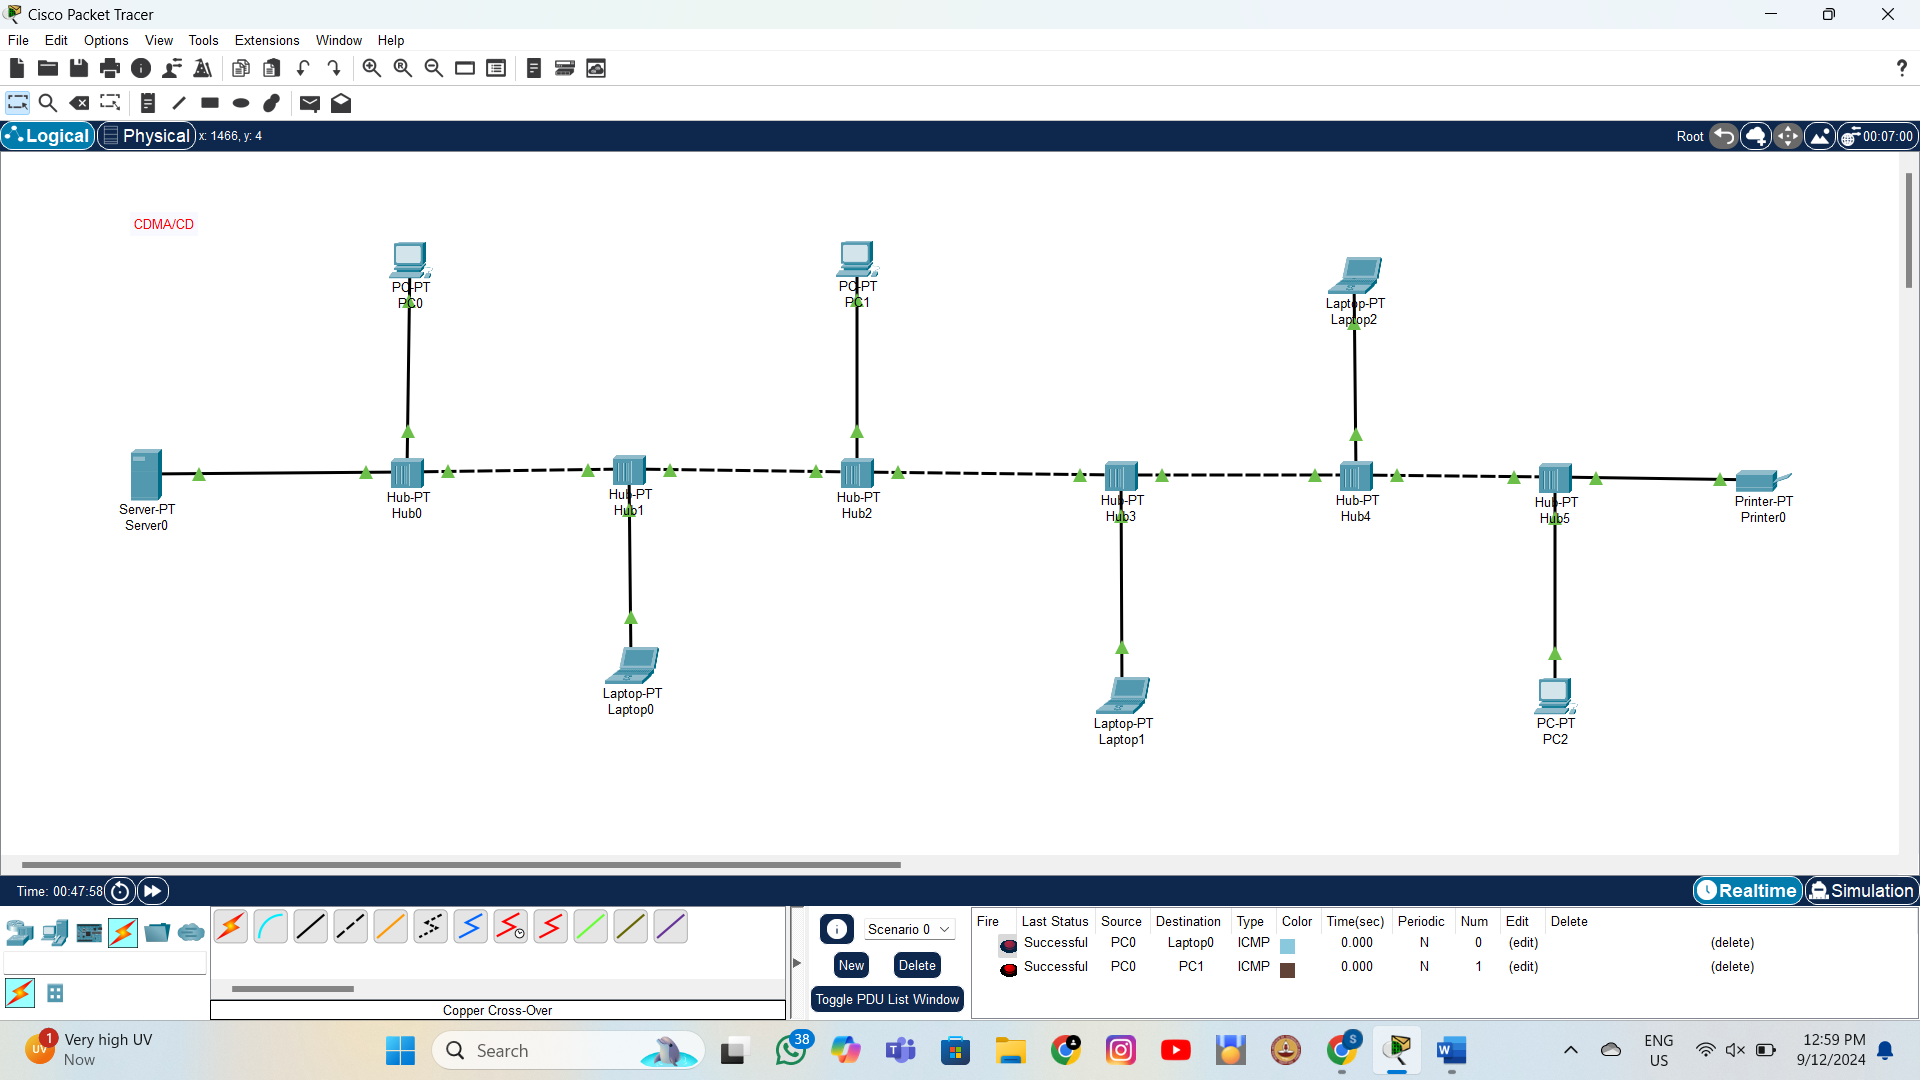 Cisco Packet Tracer
File Edit Options View Tools Extensions Window Help
?
Logical Physical x: 1466, y: 4 Root 00:07:00
CDMA/CD
PC-PT
PC0
PC-PT
PC1
Laptop-PT
Laptop2
Server-PT
Server0
Hub-PT
Hub0
Hub-PT
Hub1
Hub-PT
Hub2
Hub-PT
Hub3
Hub-PT
Hub4
Hub-PT
Hub5
Printer-PT
Printer0
Laptop-PT
Laptop0
Laptop-PT
Laptop1
PC-PT
PC2
Time: 00:47:58 Realtime Simulation
Scenario 0
New Delete
Toggle PDU List Window
Copper Cross-Over
Fire Last Status Source Destination Type Color Time(sec) Periodic Num Edit Delete
Successful PC0 Laptop0 ICMP 0.000 N 0 (edit) (delete)
Successful PC0 PC1 ICMP 0.000 N 1 (edit) (delete)
UV 1 Very high UV
Now
Search
38
S
W
ENG
US
12:59 PM
9/12/2024